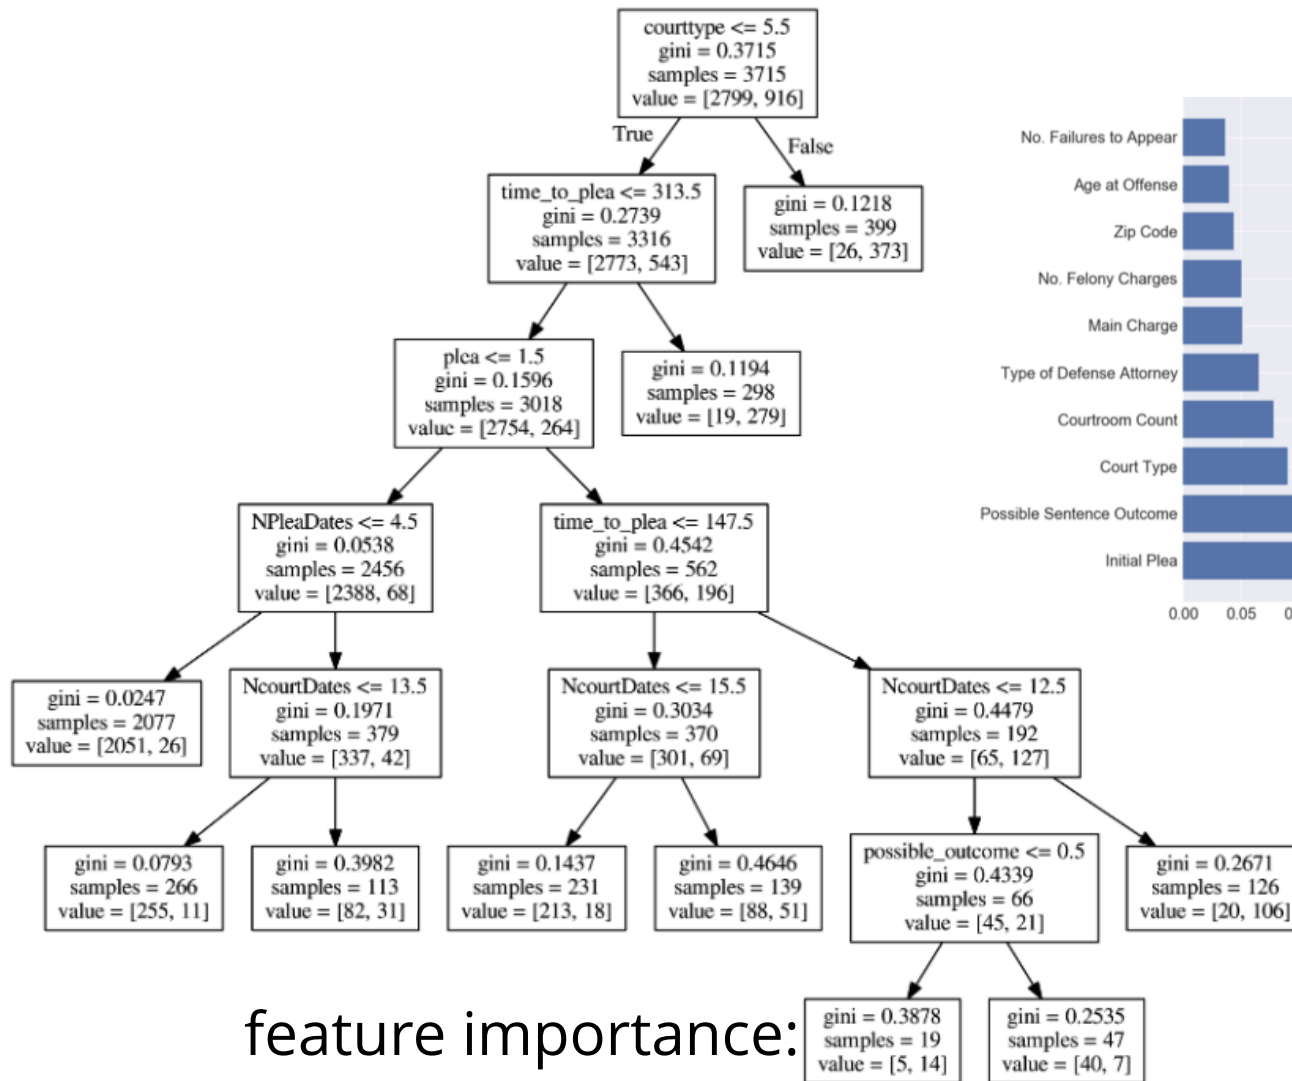 courttype <= 5.5
gini = 0.3715
samples = 3715
value = [2799, 916]
True
False
time_to_plea <= 313.5
gini = 0.2739
samples = 3316
value = [2773, 543]
gini = 0.1218
samples = 399
value = [26, 373]
plea <= 1.5
gini = 0.1596
samples = 3018
value = [2754, 264]
gini = 0.1194
samples = 298
value = [19, 279]
NPleaDates <= 4.5
gini = 0.0538
samples = 2456
value = [2388, 68]
time_to_plea <= 147.5
gini = 0.4542
samples = 562
value = [366, 196]
gini = 0.0247
samples = 2077
value = [2051, 26]
NcourtDates <= 13.5
gini = 0.1971
samples = 379
value = [337, 42]
NcourtDates <= 15.5
gini = 0.3034
samples = 370
value = [301, 69]
NcourtDates <= 12.5
gini = 0.4479
samples = 192
value = [65, 127]
gini = 0.0793
samples = 266
value = [255, 11]
gini = 0.3982
samples = 113
value = [82, 31]
gini = 0.1437
samples = 231
value = [213, 18]
gini = 0.4646
samples = 139
value = [88, 51]
possible_outcome <= 0.5
gini = 0.4339
samples = 66
value = [45, 21]
gini = 0.2671
samples = 126
value = [20, 106]
gini = 0.3878
samples = 19
value = [5, 14]
gini = 0.2535
samples = 47
value = [40, 7]
feature importance:
No. Failures to Appear
Age at Offense
Zip Code
No. Felony Charges
Main Charge
Type of Defense Attorney
Courtroom Count
Court Type
Possible Sentence Outcome
Initial Plea
0.00 0.05